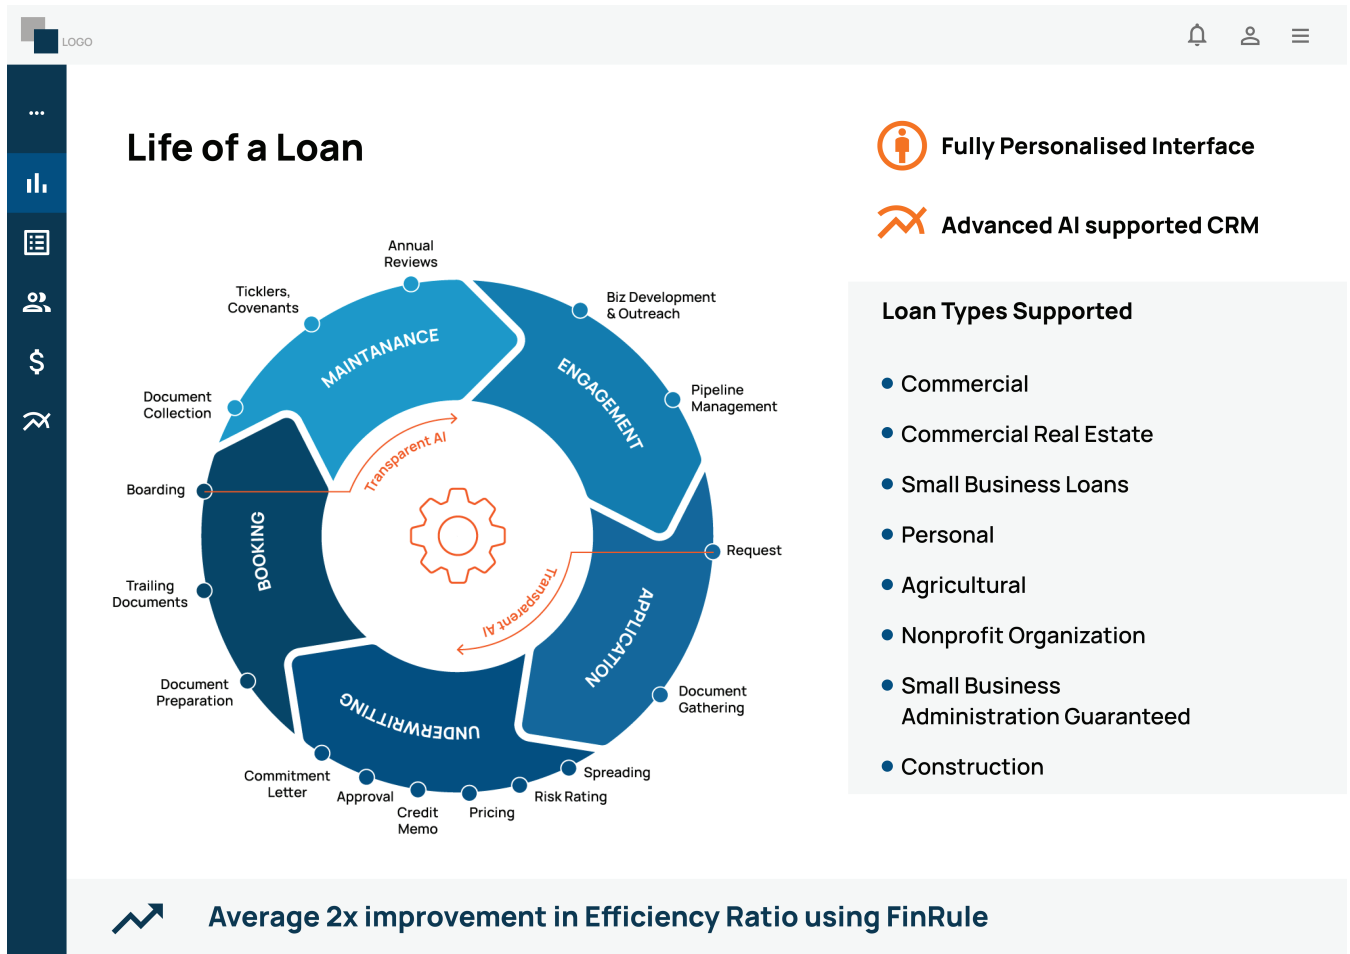 LOGO
Life of a Loan
Fully Personalised Interface
Advanced AI supported CRM
Annual
Reviews
Ticklers,
Covenants
Document
Collection
MAINTANANCE
Biz Development
& Outreach
Pipeline
Management
ENGAGEMENT
Transparent AI
Boarding
BOOKING
Trailing
Documents
Document
Preparation
Request
Transparent AI
APPLICATION
Document
Gathering
UNDERWRITTING
Commitment
Letter
Approval
Credit
Memo
Pricing
Risk Rating
Spreading
Loan Types Supported
Commercial
Commercial Real Estate
Small Business Loans
Personal
Agricultural
Nonprofit Organization
Small Business
Administration Guaranteed
Construction
Average 2x improvement in Efficiency Ratio using FinRule